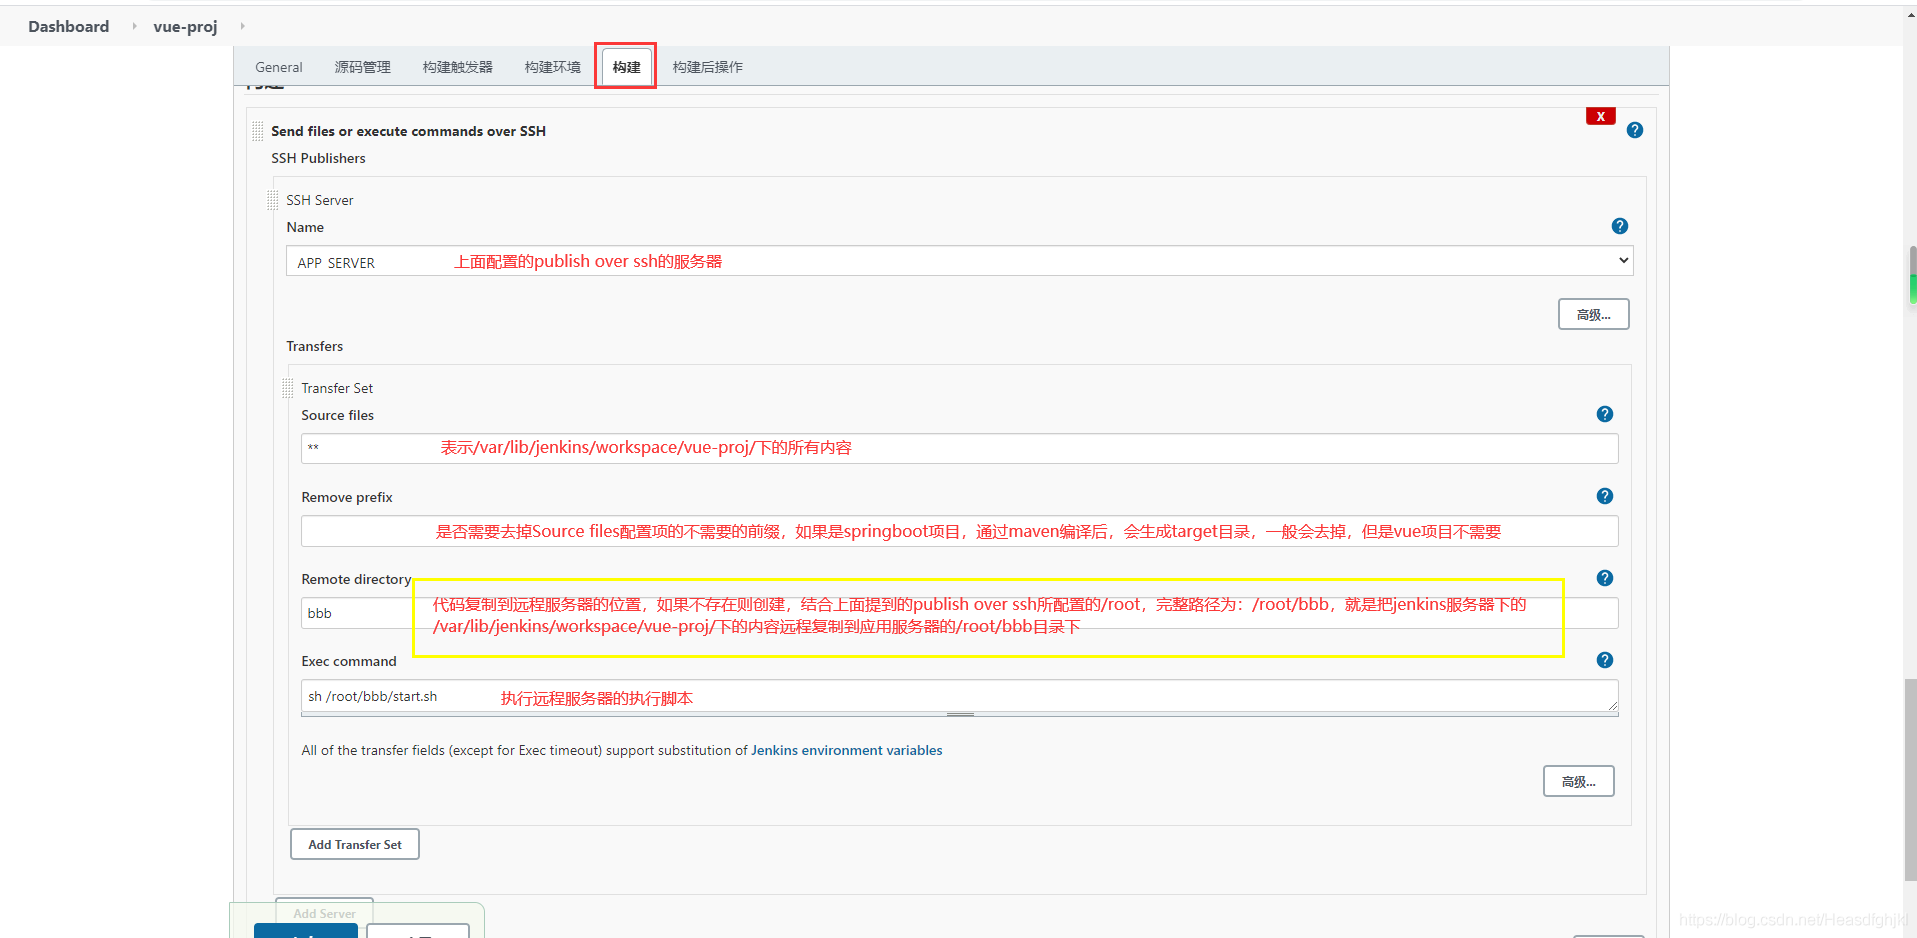 Dashboard
vue-proj
General 源码管理 构建触发器 构建环境 构建 构建后操作
构建
X
Send files or execute commands over SSH
SSH Publishers
SSH Server
Name
APP_SERVER 上面配置的publish over ssh的服务器
高级...
Transfers
Transfer Set
Source files
** 表示/var/lib/jenkins/workspace/vue-proj/下的所有内容
Remove prefix
是否需要去掉Source files配置项的不需要的前缀，如果是springboot项目，通过maven编译后，会生成target目录，一般会去掉，但是vue项目不需要
Remote directory
代码复制到远程服务器的位置，如果不存在则创建，结合上面提到的publish over ssh所配置的/root，完整路径为：/root/bbb，就是把jenkins服务器下的
bbb
/var/lib/jenkins/workspace/vue-proj/下的内容远程复制到应用服务器的/root/bbb目录下
Exec command
sh /root/bbb/start.sh 执行远程服务器的执行脚本
All of the transfer fields (except for Exec timeout) support substitution of Jenkins environment variables
高级...
Add Transfer Set
Add Server
https://blog.csdn.net/Heasdfghjkl